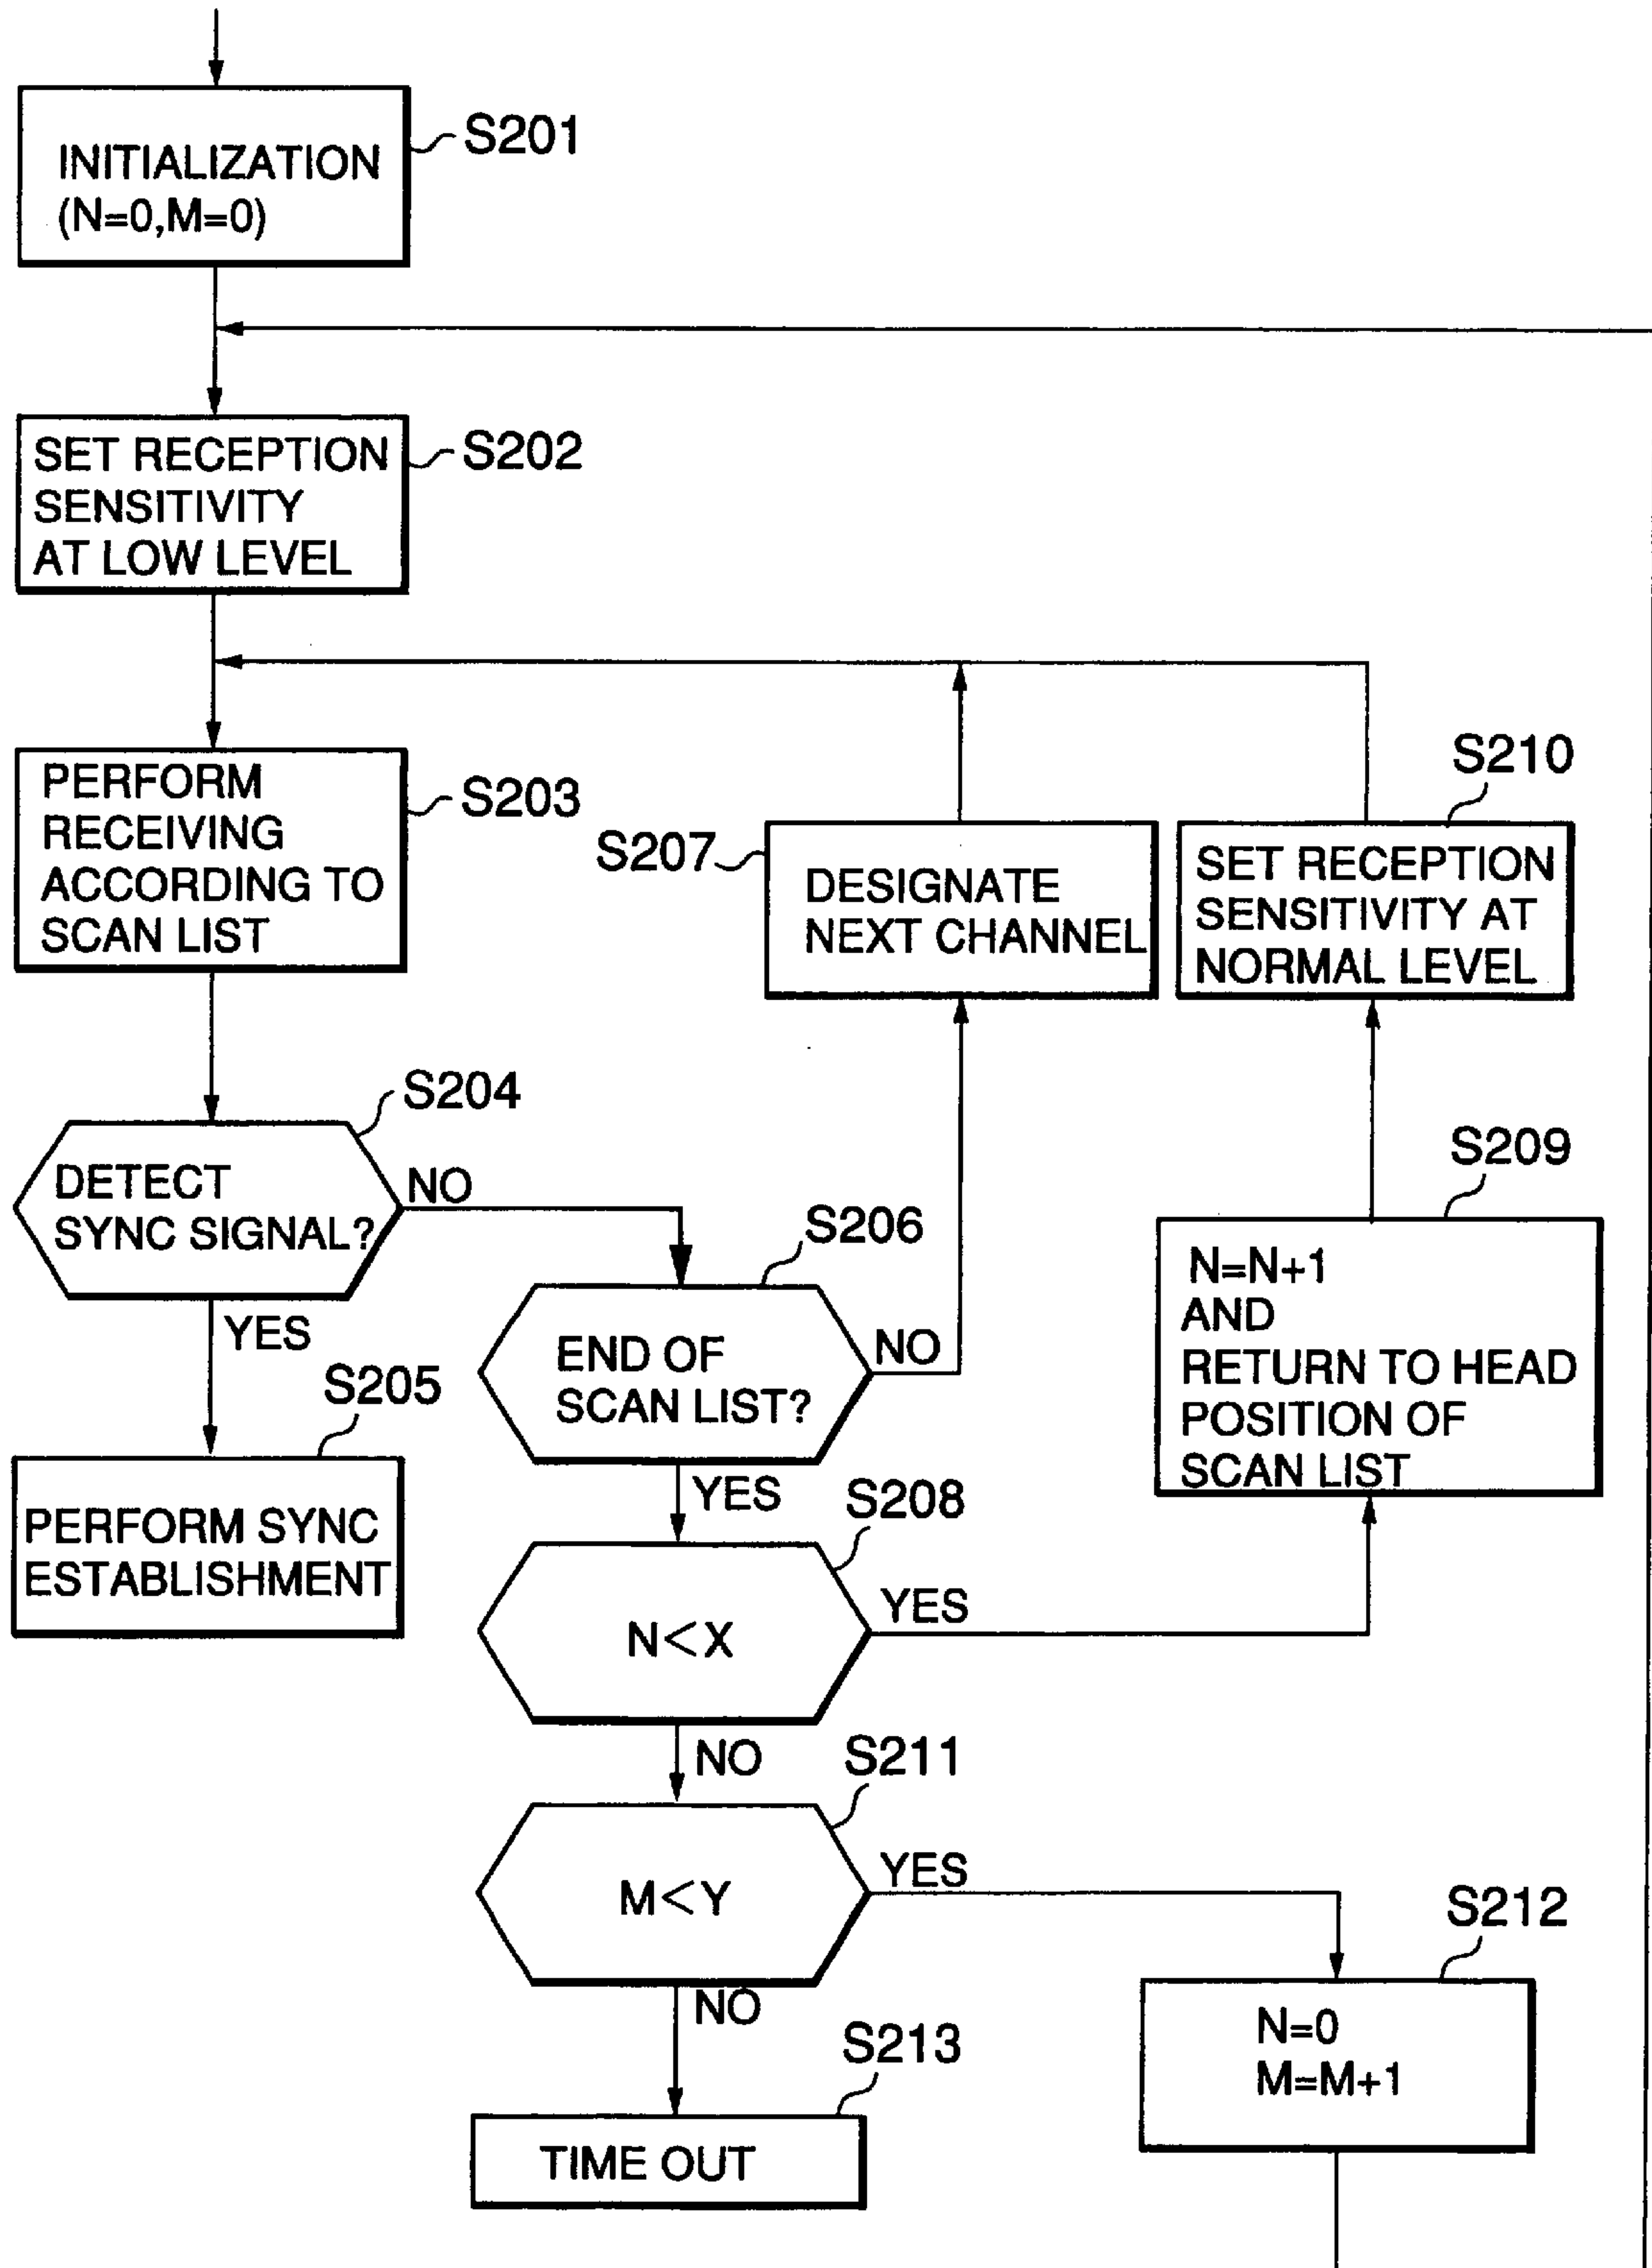 S201
INITIALIZATION
(N=0,M=0)
S202
SET RECEPTION
SENSITIVITY
AT LOW LEVEL
S203
PERFORM
RECEIVING
ACCORDING TO
SCAN LIST
S207
DESIGNATE
NEXT CHANNEL
S210
SET RECEPTION
SENSITIVITY AT
NORMAL LEVEL
S204
DETECT
SYNC SIGNAL?
NO
YES
S205
PERFORM SYNC
ESTABLISHMENT
S206
END OF
SCAN LIST?
NO
YES
S209
N=N+1
AND
RETURN TO HEAD
POSITION OF
SCAN LIST
S208
N<X
YES
NO
S211
M<Y
YES
NO
S212
N=0
M=M+1
S213
TIME OUT